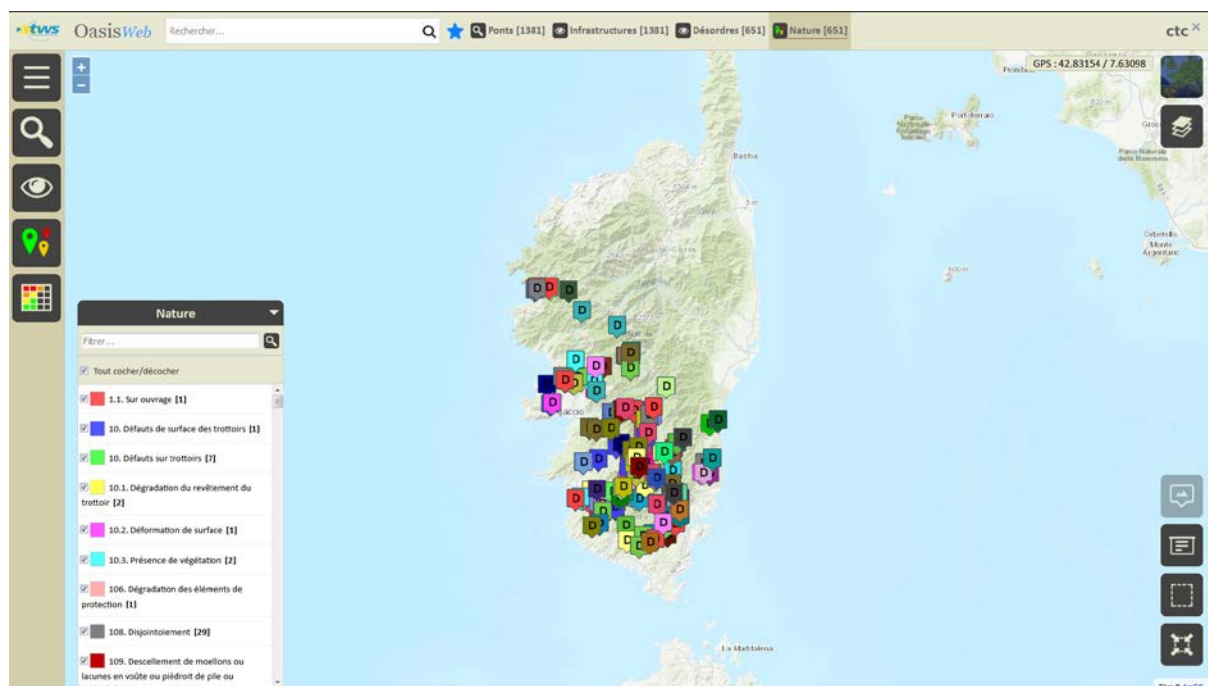 tws
OasisWeb
Rechercher...
Ponts [1381]
Infrastructures [1381]
Désordres [651]
Nature [651]
ctc ×
+
−
GPS : 42.83154 / 7.63098
Portoferraio
Bastia
Orbetello
Monte
Argentario
La Maddalena
Nature
Filtrer...
Tout cocher/décocher
1.1. Sur ouvrage [1]
10. Défauts de surface des trottoirs [1]
10. Défauts sur trottoirs [7]
10.1. Dégradation du revêtement du
trottoir [2]
10.2. Déformation de surface [1]
10.3. Présence de végétation [2]
106. Dégradation des éléments de
protection [1]
108. Disjointoiement [29]
109. Descellement de moellons ou
lacunes en voûte ou piédroit de pile ou